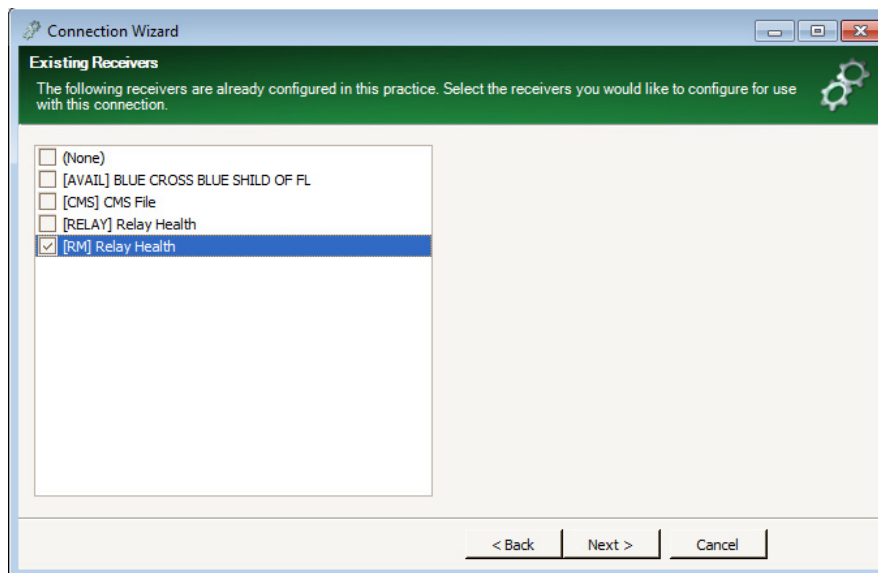 Connection Wizard
Existing Receivers
The following receivers are already configured in this practice. Select the receivers you would like to configure for use
with this connection.
(None)
[AVAIL] BLUE CROSS BLUE SHILD OF FL
[CMS] CMS File
[RELAY] Relay Health
[RM] Relay Health
< Back Next > Cancel